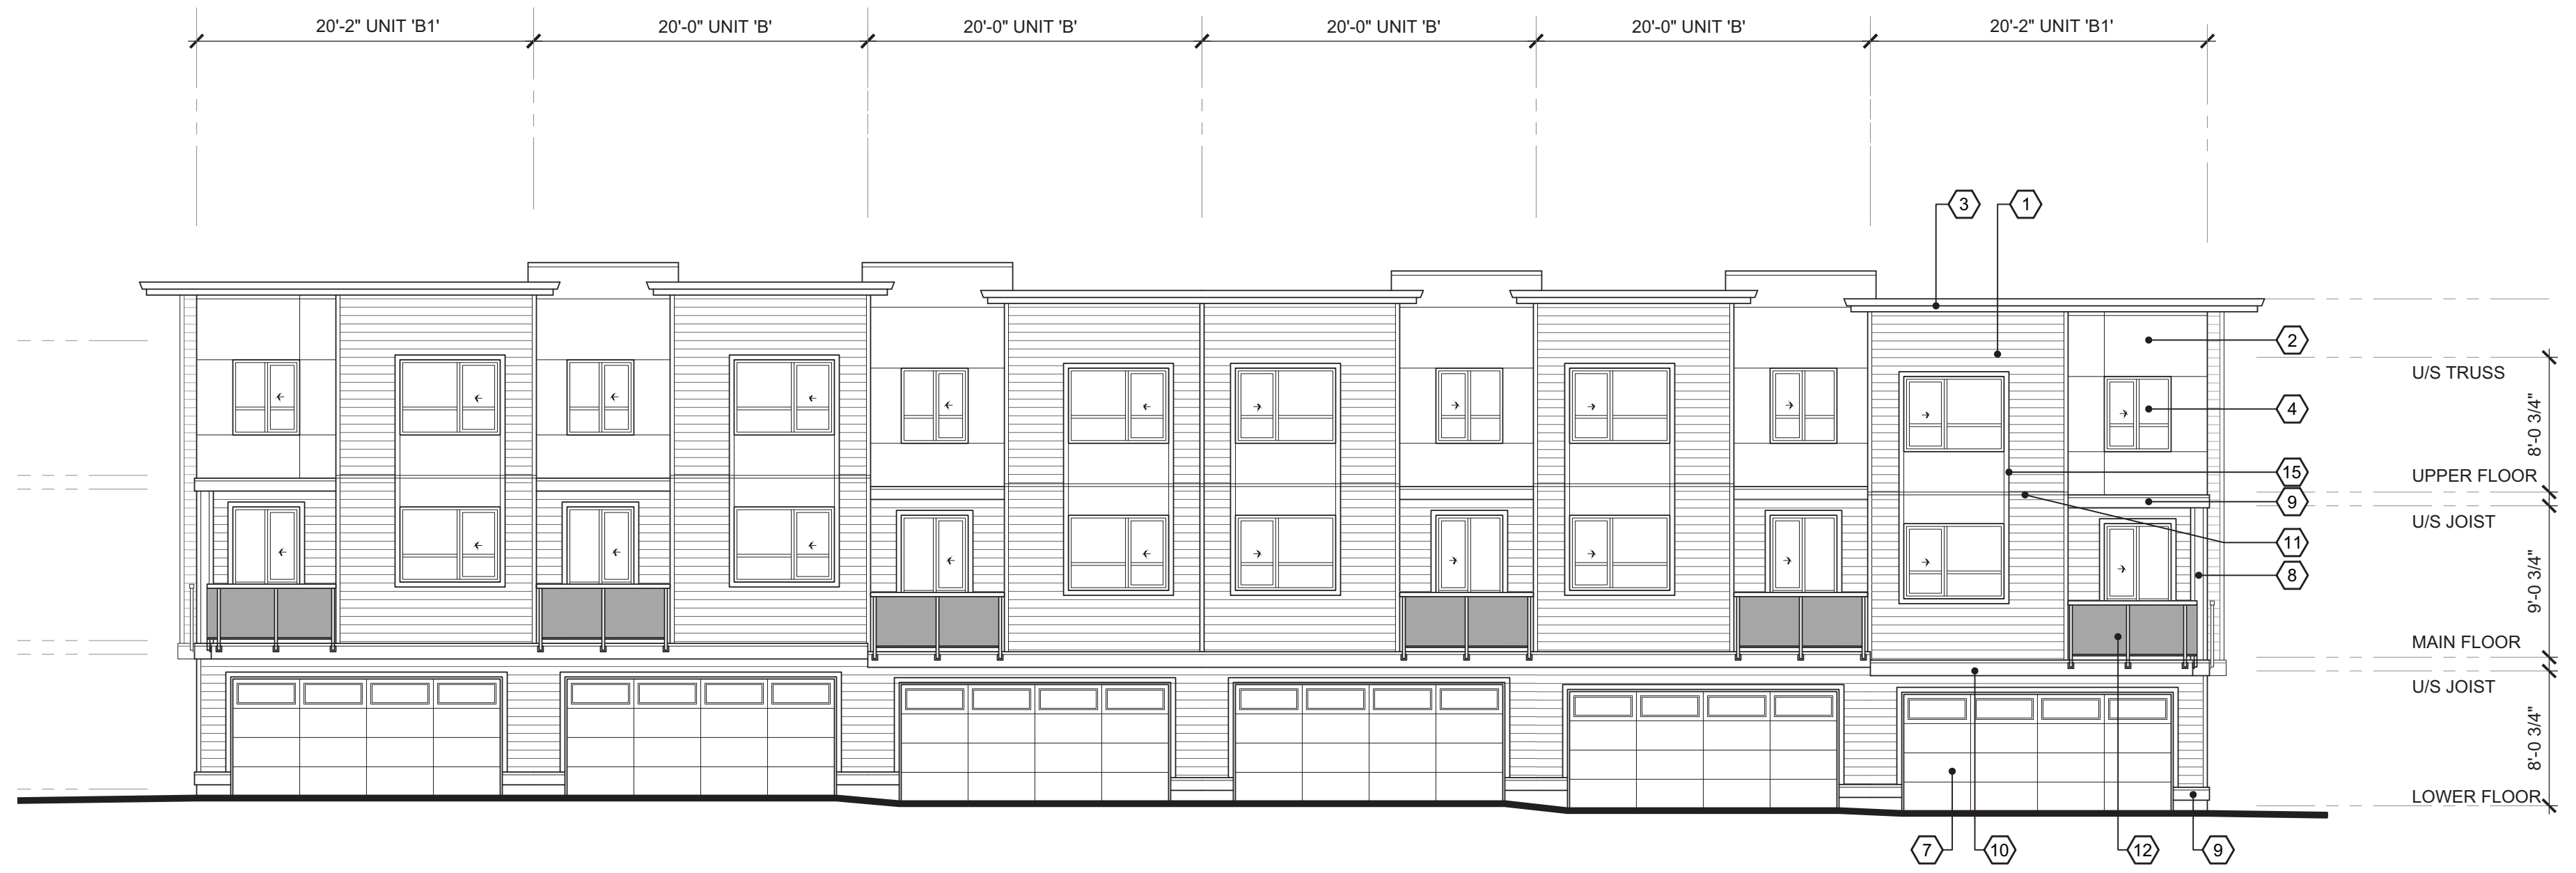 20'-2" UNIT 'B1'
20'-0" UNIT 'B'
20'-0" UNIT 'B'
20'-0" UNIT 'B'
20'-0" UNIT 'B'
20'-2" UNIT 'B1'
3
1
2
U/S TRUSS
4
8'-0 3/4"
15
UPPER FLOOR
9
U/S JOIST
11
8
9'-0 3/4"
MAIN FLOOR
12
U/S JOIST
8'-0 3/4"
LOWER FLOOR
7
10
9